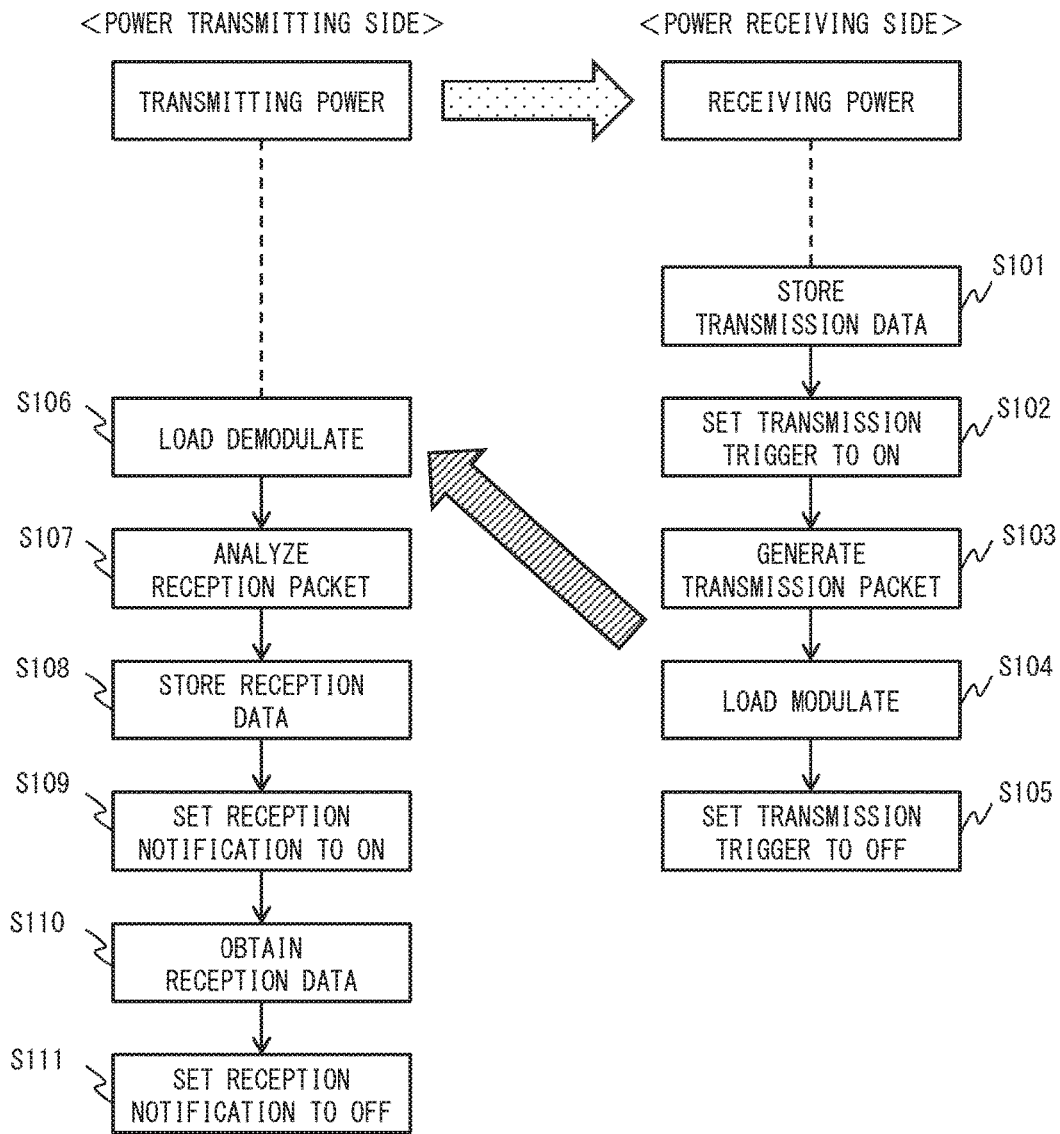 <POWER TRANSMITTING SIDE>
<POWER RECEIVING SIDE>
TRANSMITTING POWER
RECEIVING POWER
S101
STORE
TRANSMISSION DATA
S106
LOAD DEMODULATE
S102
SET TRANSMISSION
TRIGGER TO ON
S107
ANALYZE
RECEPTION PACKET
S103
GENERATE
TRANSMISSION PACKET
S108
STORE RECEPTION
DATA
S104
LOAD MODULATE
S109
SET RECEPTION
NOTIFICATION TO ON
S105
SET TRANSMISSION
TRIGGER TO OFF
S110
OBTAIN
RECEPTION DATA
S111
SET RECEPTION
NOTIFICATION TO OFF